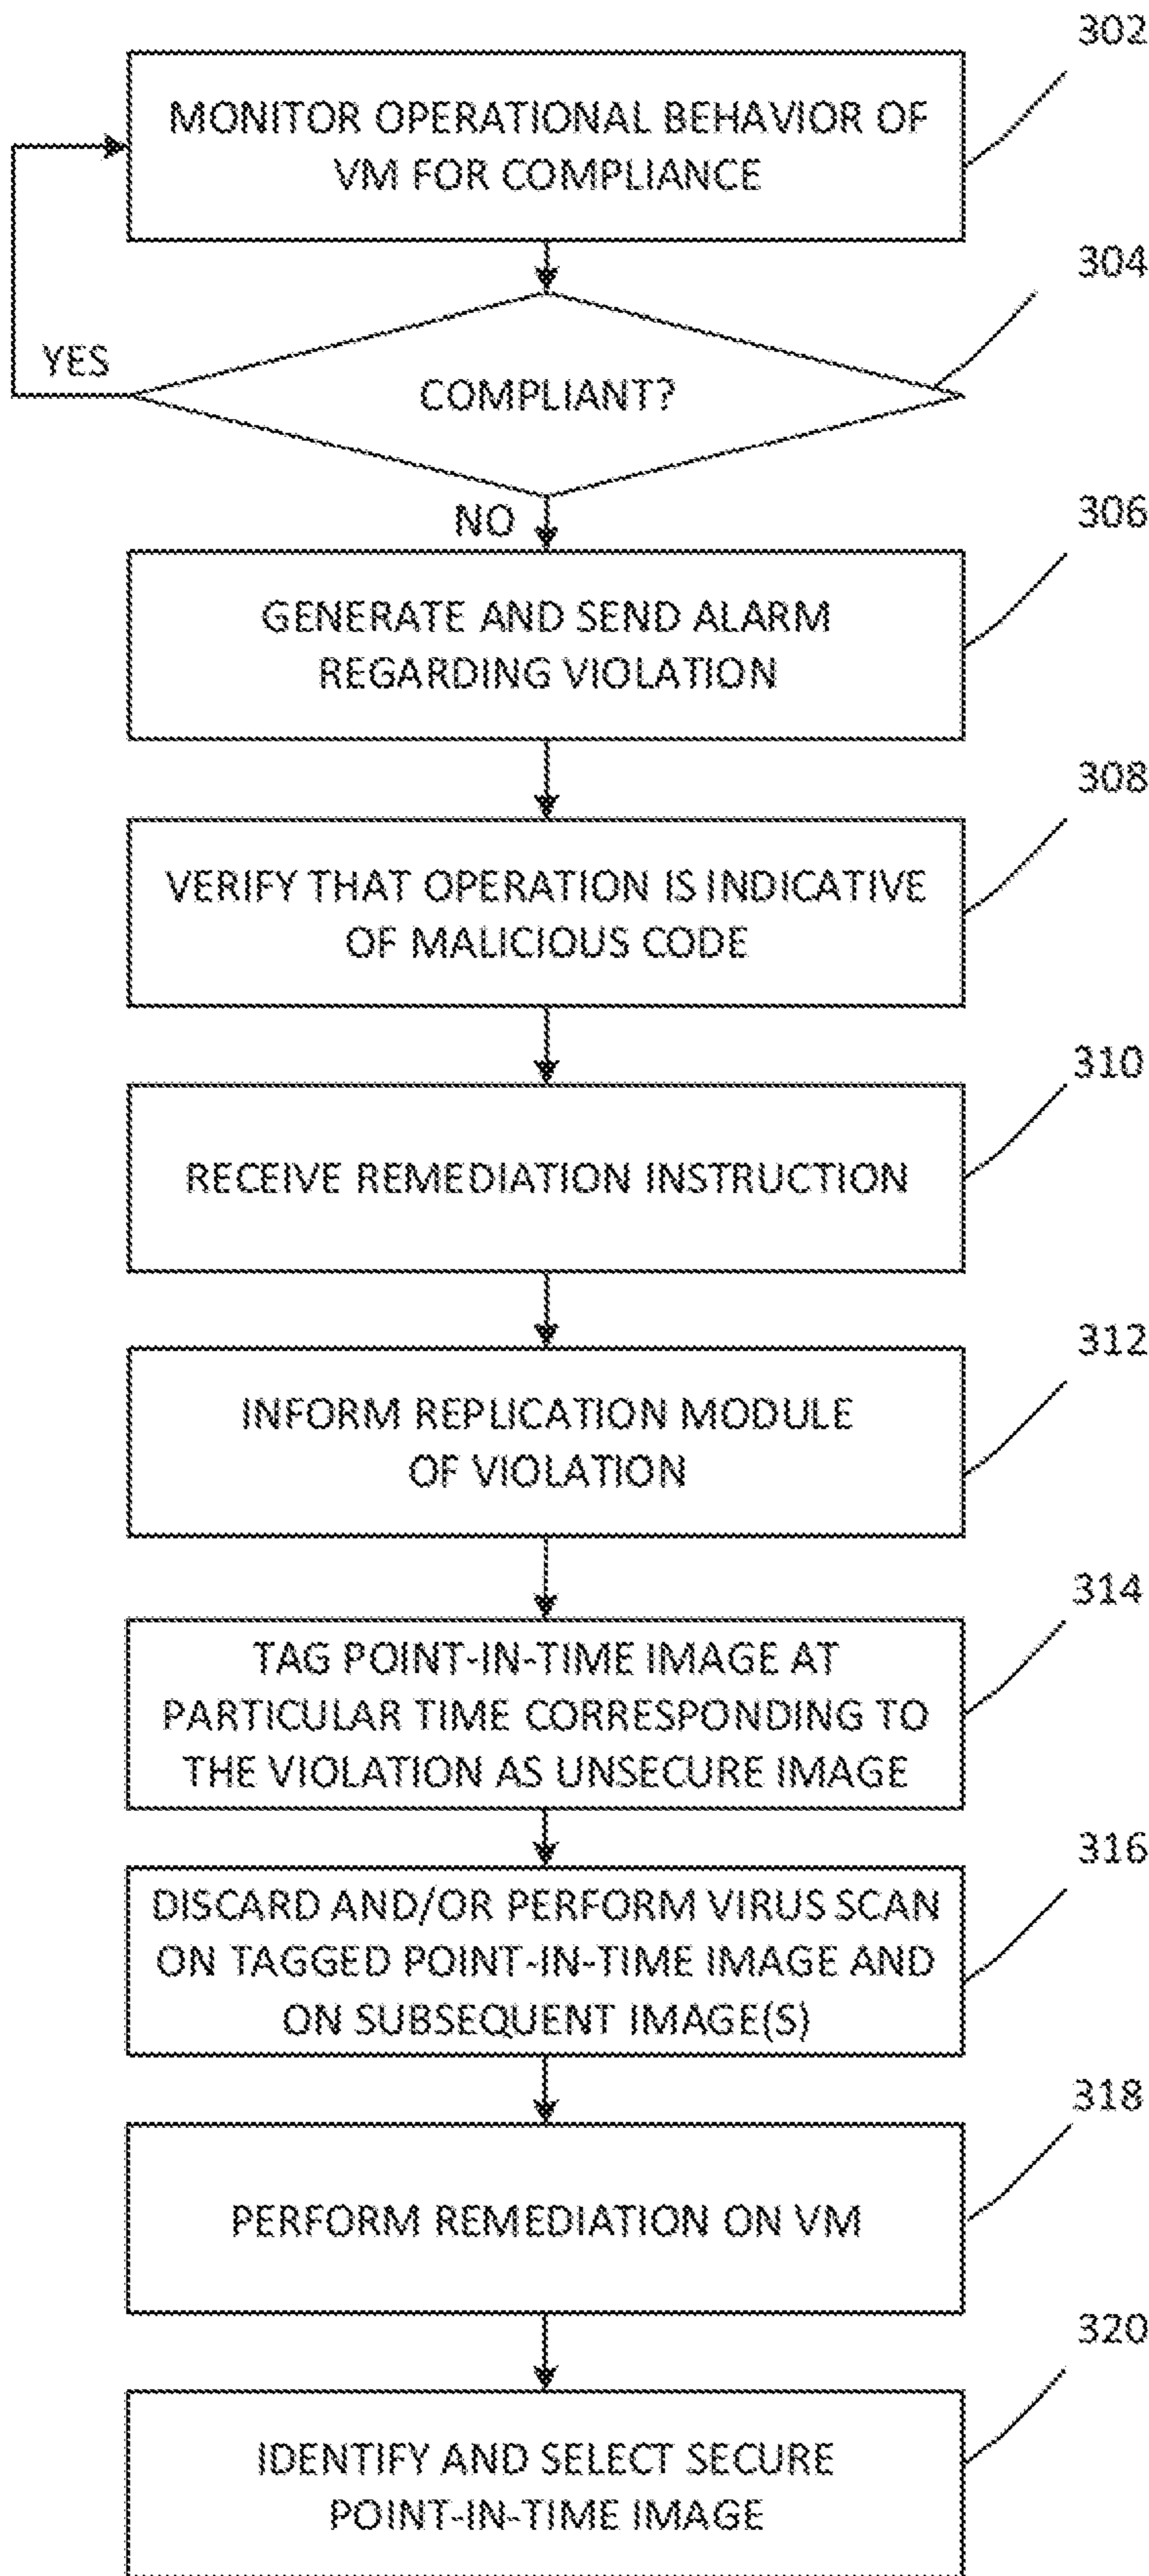 302
MONITOR OPERATIONAL BEHAVIOR OF
VM FOR COMPLIANCE
304
YES
COMPLIANT?
NO
306
GENERATE AND SEND ALARM
REGARDING VIOLATION
308
VERIFY THAT OPERATION IS INDICATIVE
OF MALICIOUS CODE
310
RECEIVE REMEDIATION INSTRUCTION
312
INFORM REPLICATION MODULE
OF VIOLATION
314
TAG POINT-IN-TIME IMAGE AT
PARTICULAR TIME CORRESPONDING TO
THE VIOLATION AS UNSECURE IMAGE
316
DISCARD AND/OR PERFORM VIRUS SCAN
ON TAGGED POINT-IN-TIME IMAGE AND
ON SUBSEQUENT IMAGE(S)
318
PERFORM REMEDIATION ON VM
320
IDENTIFY AND SELECT SECURE
POINT-IN-TIME IMAGE